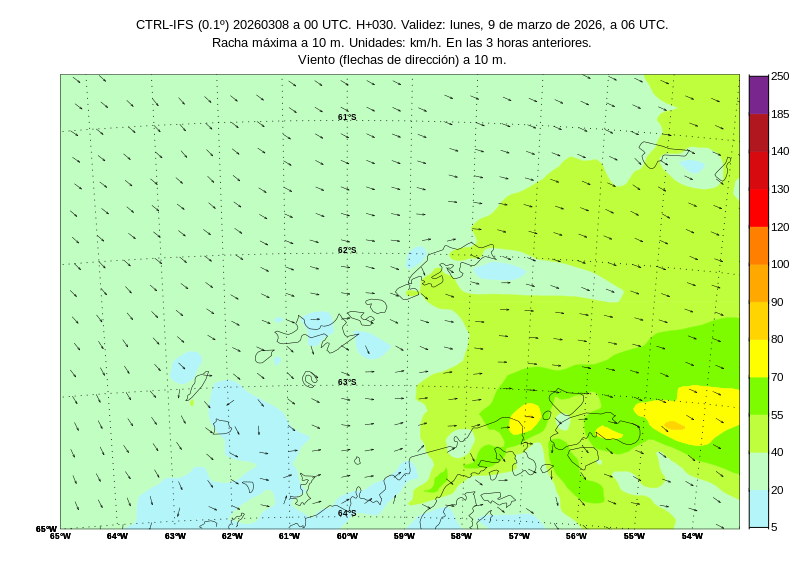 CTRL-IFS (0.1º) 20260308 a 00 UTC. H+030. Validez: lunes, 9 de marzo de 2026, a 06 UTC.
Racha máxima a 10 m. Unidades: km/h. En las 3 horas anteriores.
Viento (flechas de dirección) a 10 m.
250
61°S
185
140
130
120
62°S
100
90
80
63°S
70
55
40
20
64°S
65°W
5
65°W
64°W
63°W
62°W
61°W
60°W
59°W
58°W
57°W
56°W
55°W
54°W